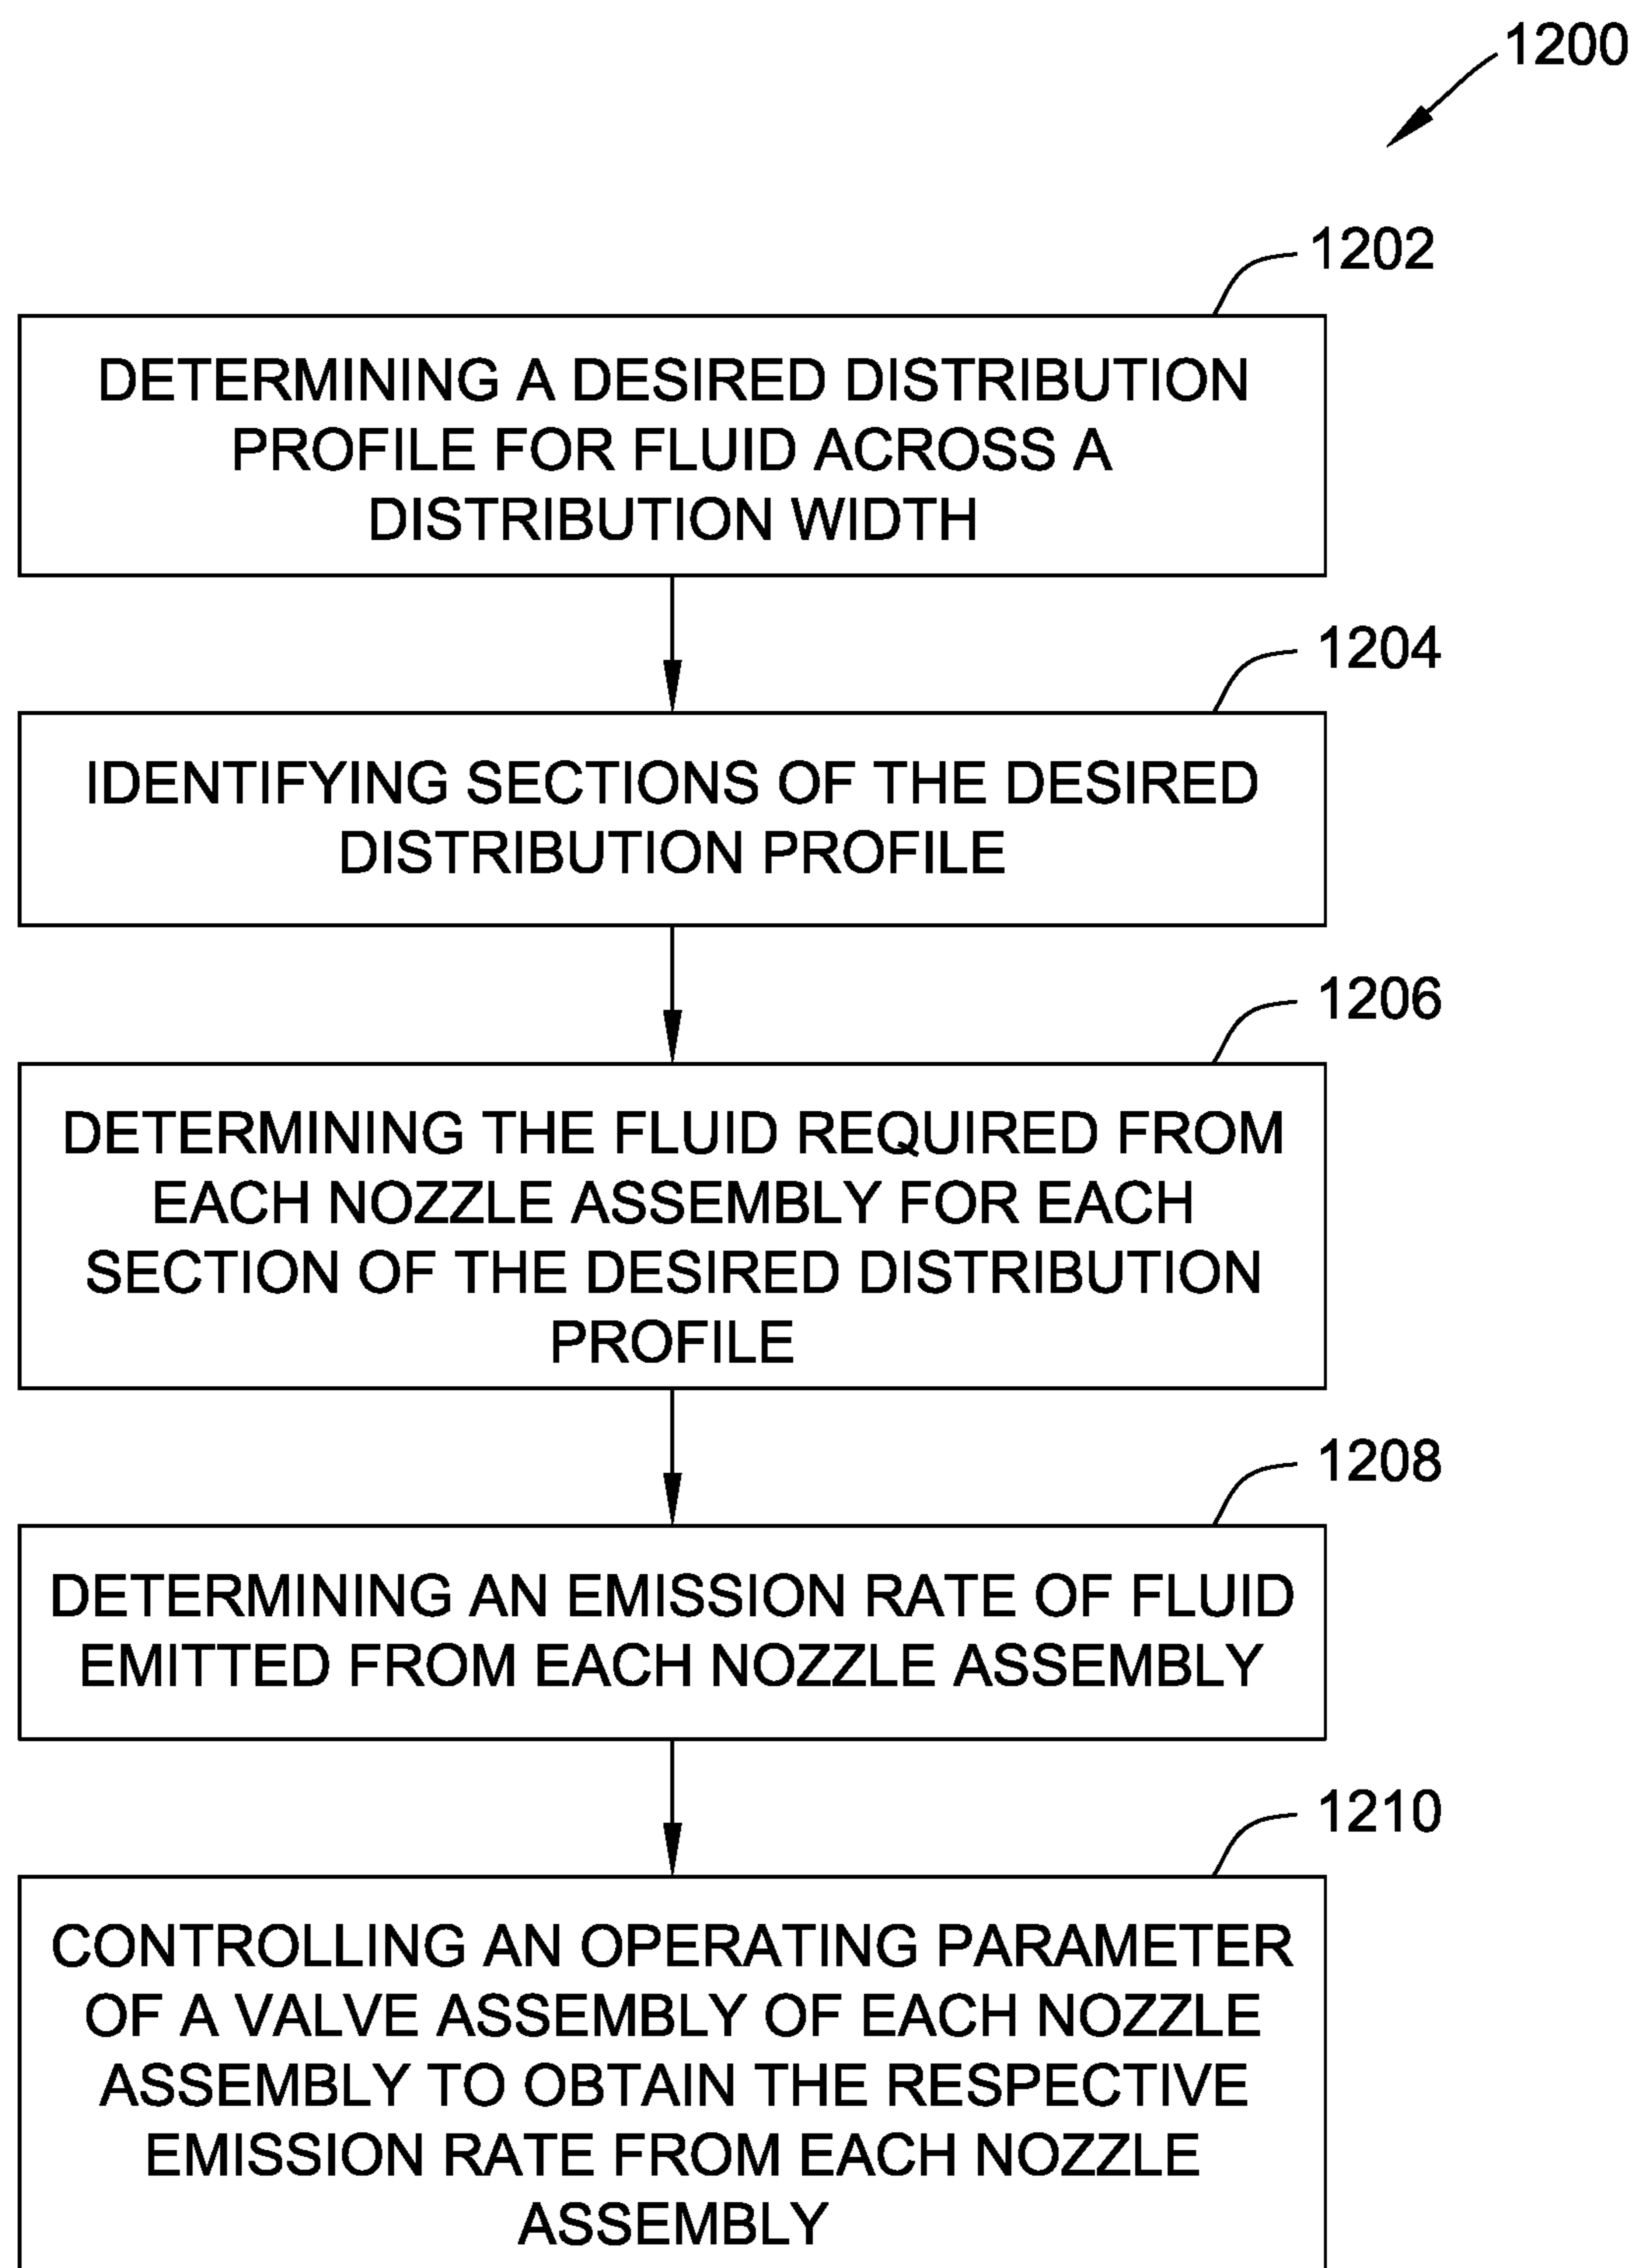 1200
1202
DETERMINING A DESIRED DISTRIBUTION
PROFILE FOR FLUID ACROSS A
DISTRIBUTION WIDTH
1204
IDENTIFYING SECTIONS OF THE DESIRED
DISTRIBUTION PROFILE
1206
DETERMINING THE FLUID REQUIRED FROM
EACH NOZZLE ASSEMBLY FOR EACH
SECTION OF THE DESIRED DISTRIBUTION
PROFILE
1208
DETERMINING AN EMISSION RATE OF FLUID
EMITTED FROM EACH NOZZLE ASSEMBLY
1210
CONTROLLING AN OPERATING PARAMETER
OF A VALVE ASSEMBLY OF EACH NOZZLE
ASSEMBLY TO OBTAIN THE RESPECTIVE
EMISSION RATE FROM EACH NOZZLE
ASSEMBLY